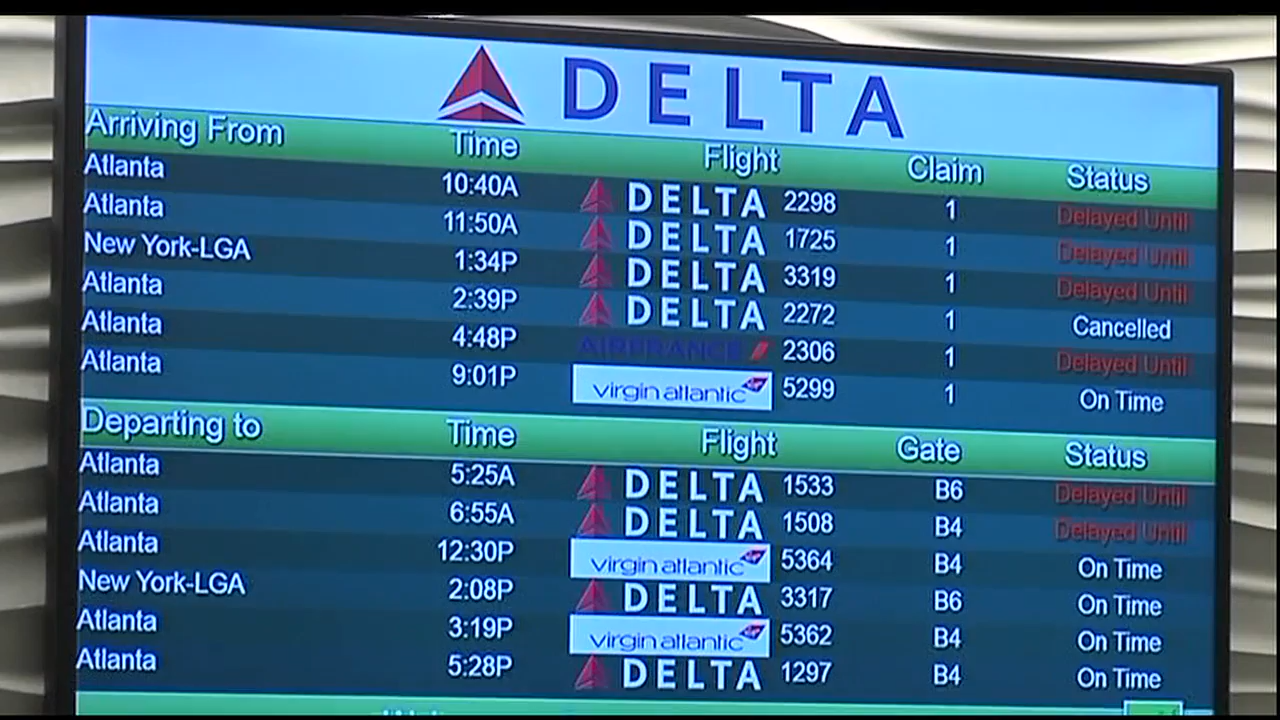 DELTA
Arriving From Time Flight Claim Status
Atlanta 10:40A DELTA 2298 1 Delayed Until
Atlanta 11:50A DELTA 1725 1 Delayed Until
New York-LGA 1:34P DELTA 3319 1 Delayed Until
Atlanta 2:39P DELTA 2272 1 Cancelled
Atlanta 4:48P AIRFRANCE 2306 1 Delayed Until
Atlanta 9:01P virgin atlantic 5299 1 On Time
Departing to Time Flight Gate Status
Atlanta 5:25A DELTA 1533 B6 Delayed Until
Atlanta 6:55A DELTA 1508 B4 Delayed Until
Atlanta 12:30P virgin atlantic 5364 B4 On Time
New York-LGA 2:08P DELTA 3317 B6 On Time
Atlanta 3:19P virgin atlantic 5362 B4 On Time
Atlanta 5:28P DELTA 1297 B4 On Time